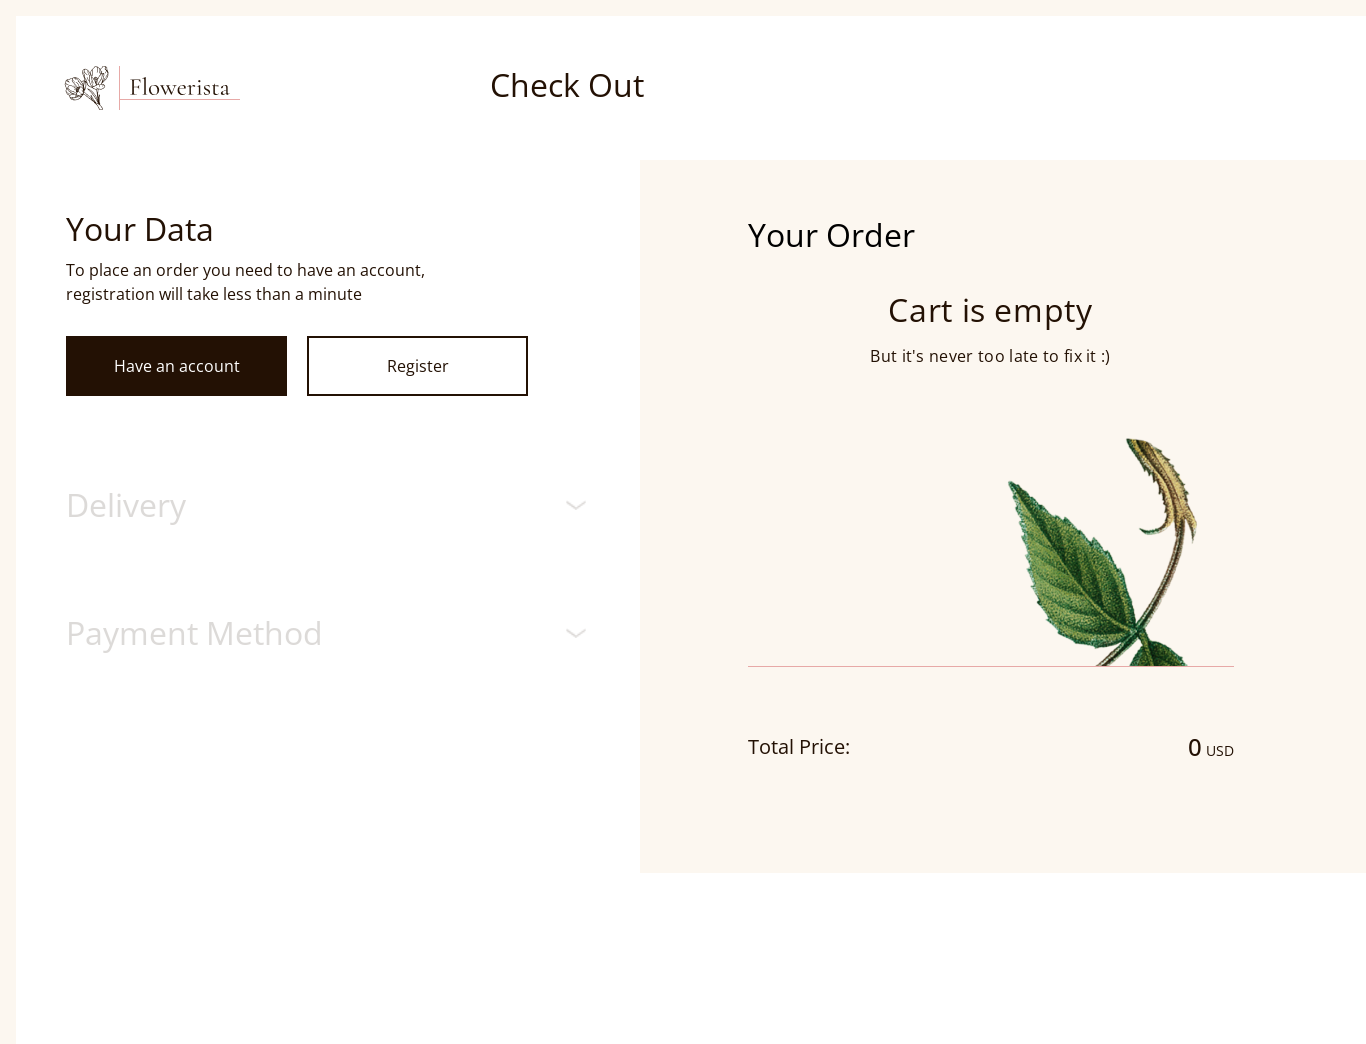 Flowerista
Check Out
Your Data
To place an order you need to have an account,
registration will take less than a minute
Have an account
Register
Delivery
Payment Method
Your Order
Cart is empty
But it's never too late to fix it :)
Total Price:
0 USD